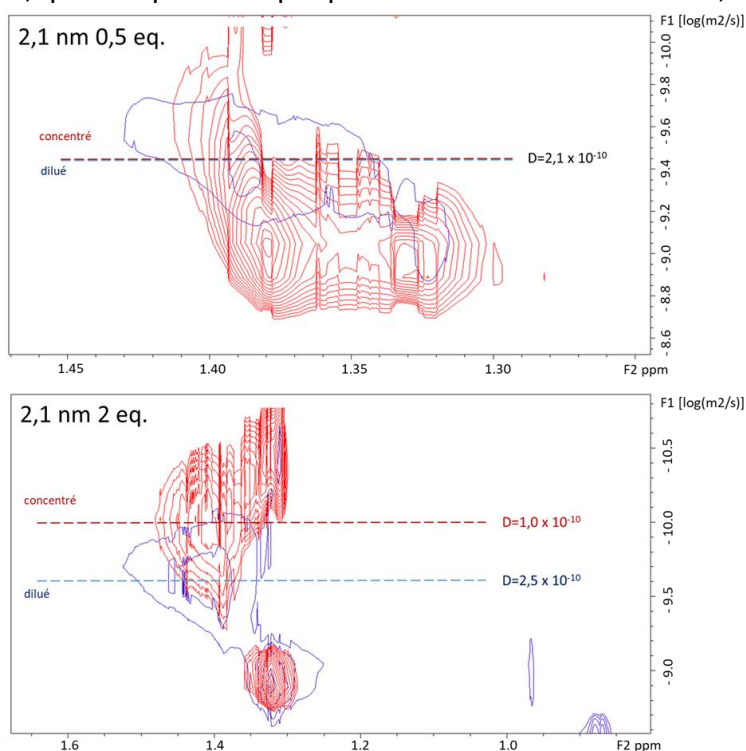 2,1 nm 0,5 eq.
F1 [log(m2/s)]
- 10.0
- 9.8
- 9.6
- 9.4
- 9.2
- 9.0
- 8.8
- 8.6
concentré
dilué
D=2,1 x 10-10
1.45 1.40 1.35 1.30 F2 ppm
2,1 nm 2 eq.
F1 [log(m2/s)]
- 10.5
- 10.0
- 9.5
- 9.0
concentré
D=1,0 x 10-10
D=2,5 x 10-10
dilué
1.6 1.4 1.2 1.0 F2 ppm